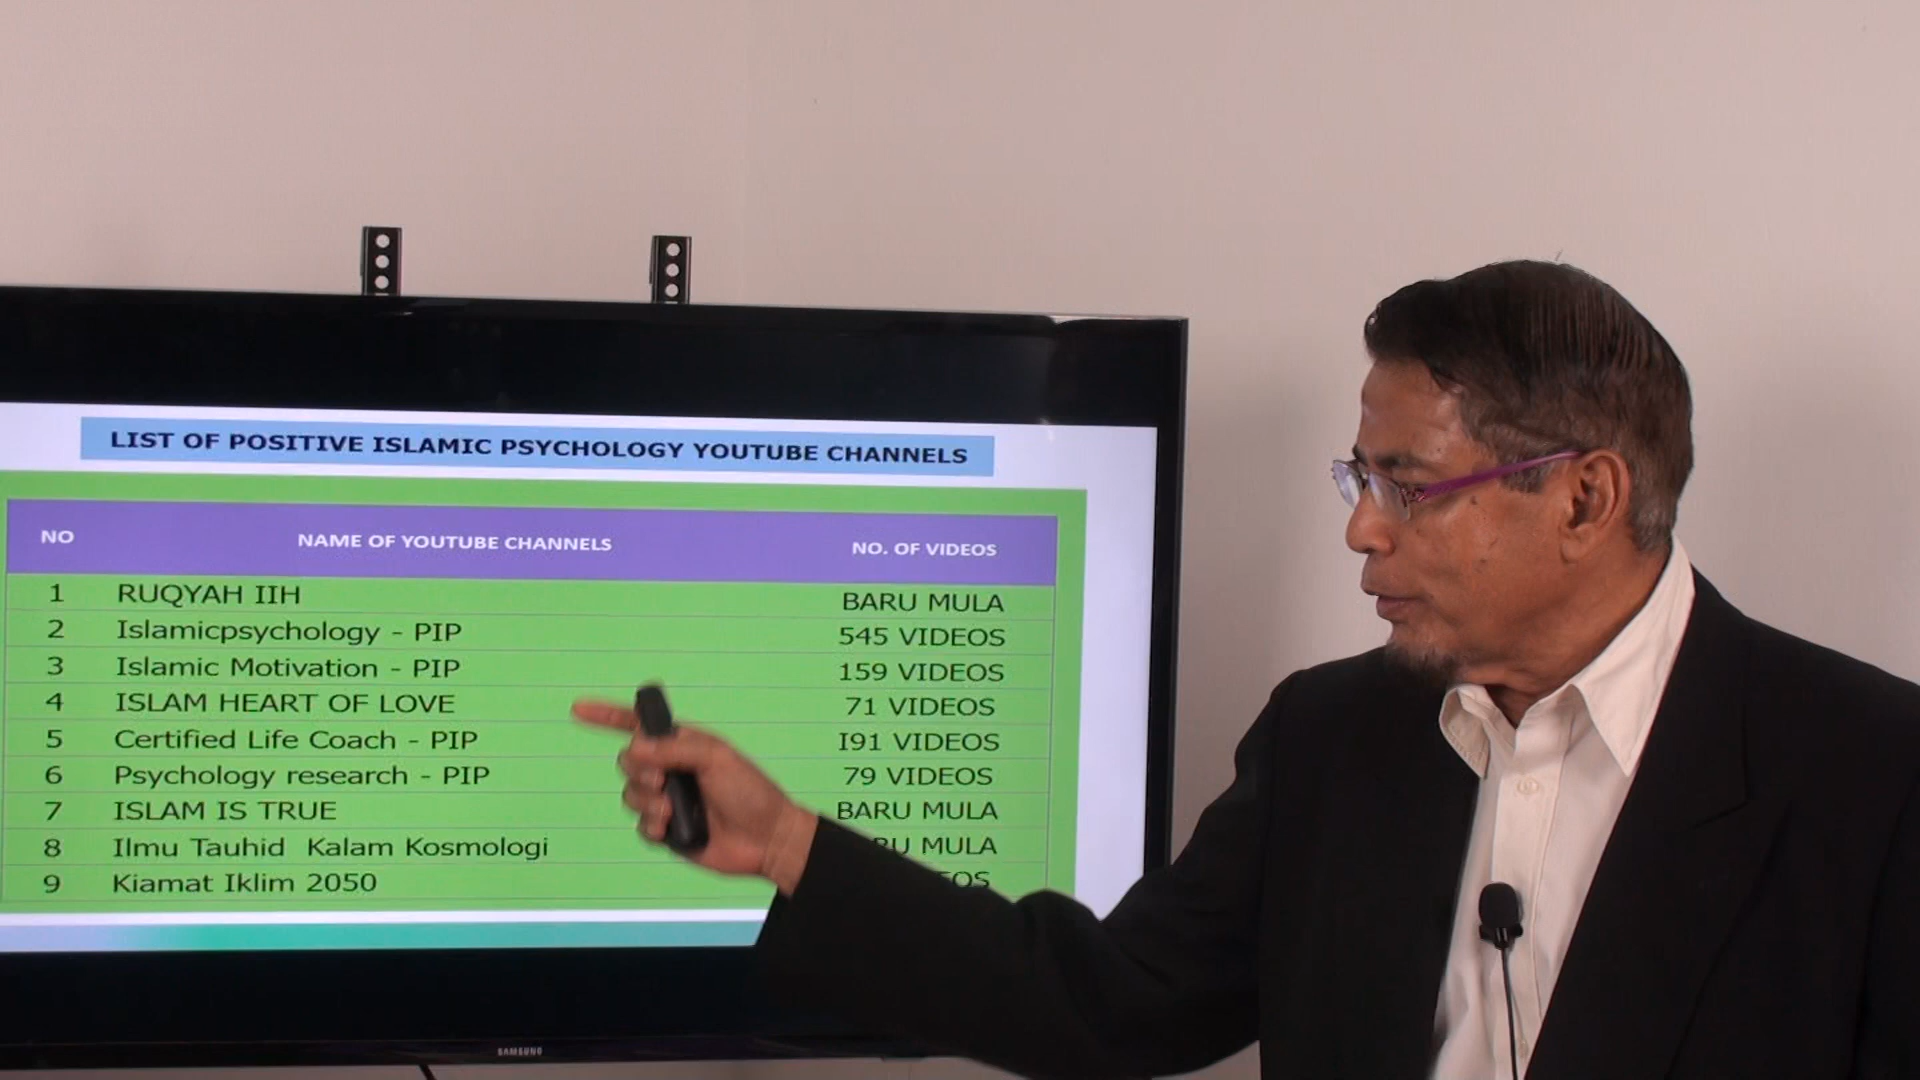 LIST OF POSITIVE ISLAMIC PSYCHOLOGY YOUTUBE CHANNELS
NO NAME OF YOUTUBE CHANNELS NO. OF VIDEOS
1 RUQYAH IIH BARU MULA
2 Islamicpsychology - PIP 545 VIDEOS
3 Islamic Motivation - PIP 159 VIDEOS
4 ISLAM HEART OF LOVE 71 VIDEOS
5 Certified Life Coach - PIP I91 VIDEOS
6 Psychology research - PIP 79 VIDEOS
7 ISLAM IS TRUE BARU MULA
8 Ilmu Tauhid Kalam Kosmologi MULA
9 Kiamat Iklim 2050
SAMSUNG